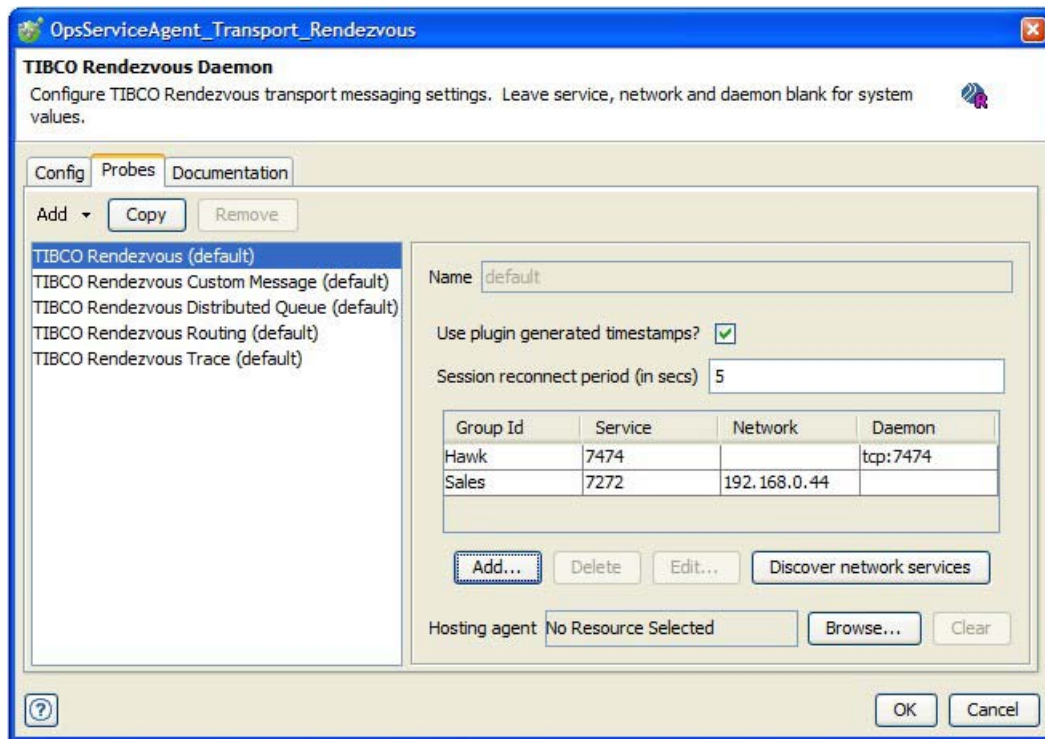 OpsServiceAgent_Transport_Rendezvous
TIBCO Rendezvous Daemon
Configure TIBCO Rendezvous transport messaging settings. Leave service, network and daemon blank for system
values.
R
Config Probes Documentation
Add Copy Remove
TIBCO Rendezvous (default)
TIBCO Rendezvous Custom Message (default)
TIBCO Rendezvous Distributed Queue (default)
TIBCO Rendezvous Routing (default)
TIBCO Rendezvous Trace (default)
Name default
Use plugin generated timestamps?
Session reconnect period (in secs) 5
Group Id Service Network Daemon
Hawk 7474 tcp:7474
Sales 7272 192.168.0.44
Add... Delete Edit... Discover network services
Hosting agent No Resource Selected Browse... Clear
? OK Cancel